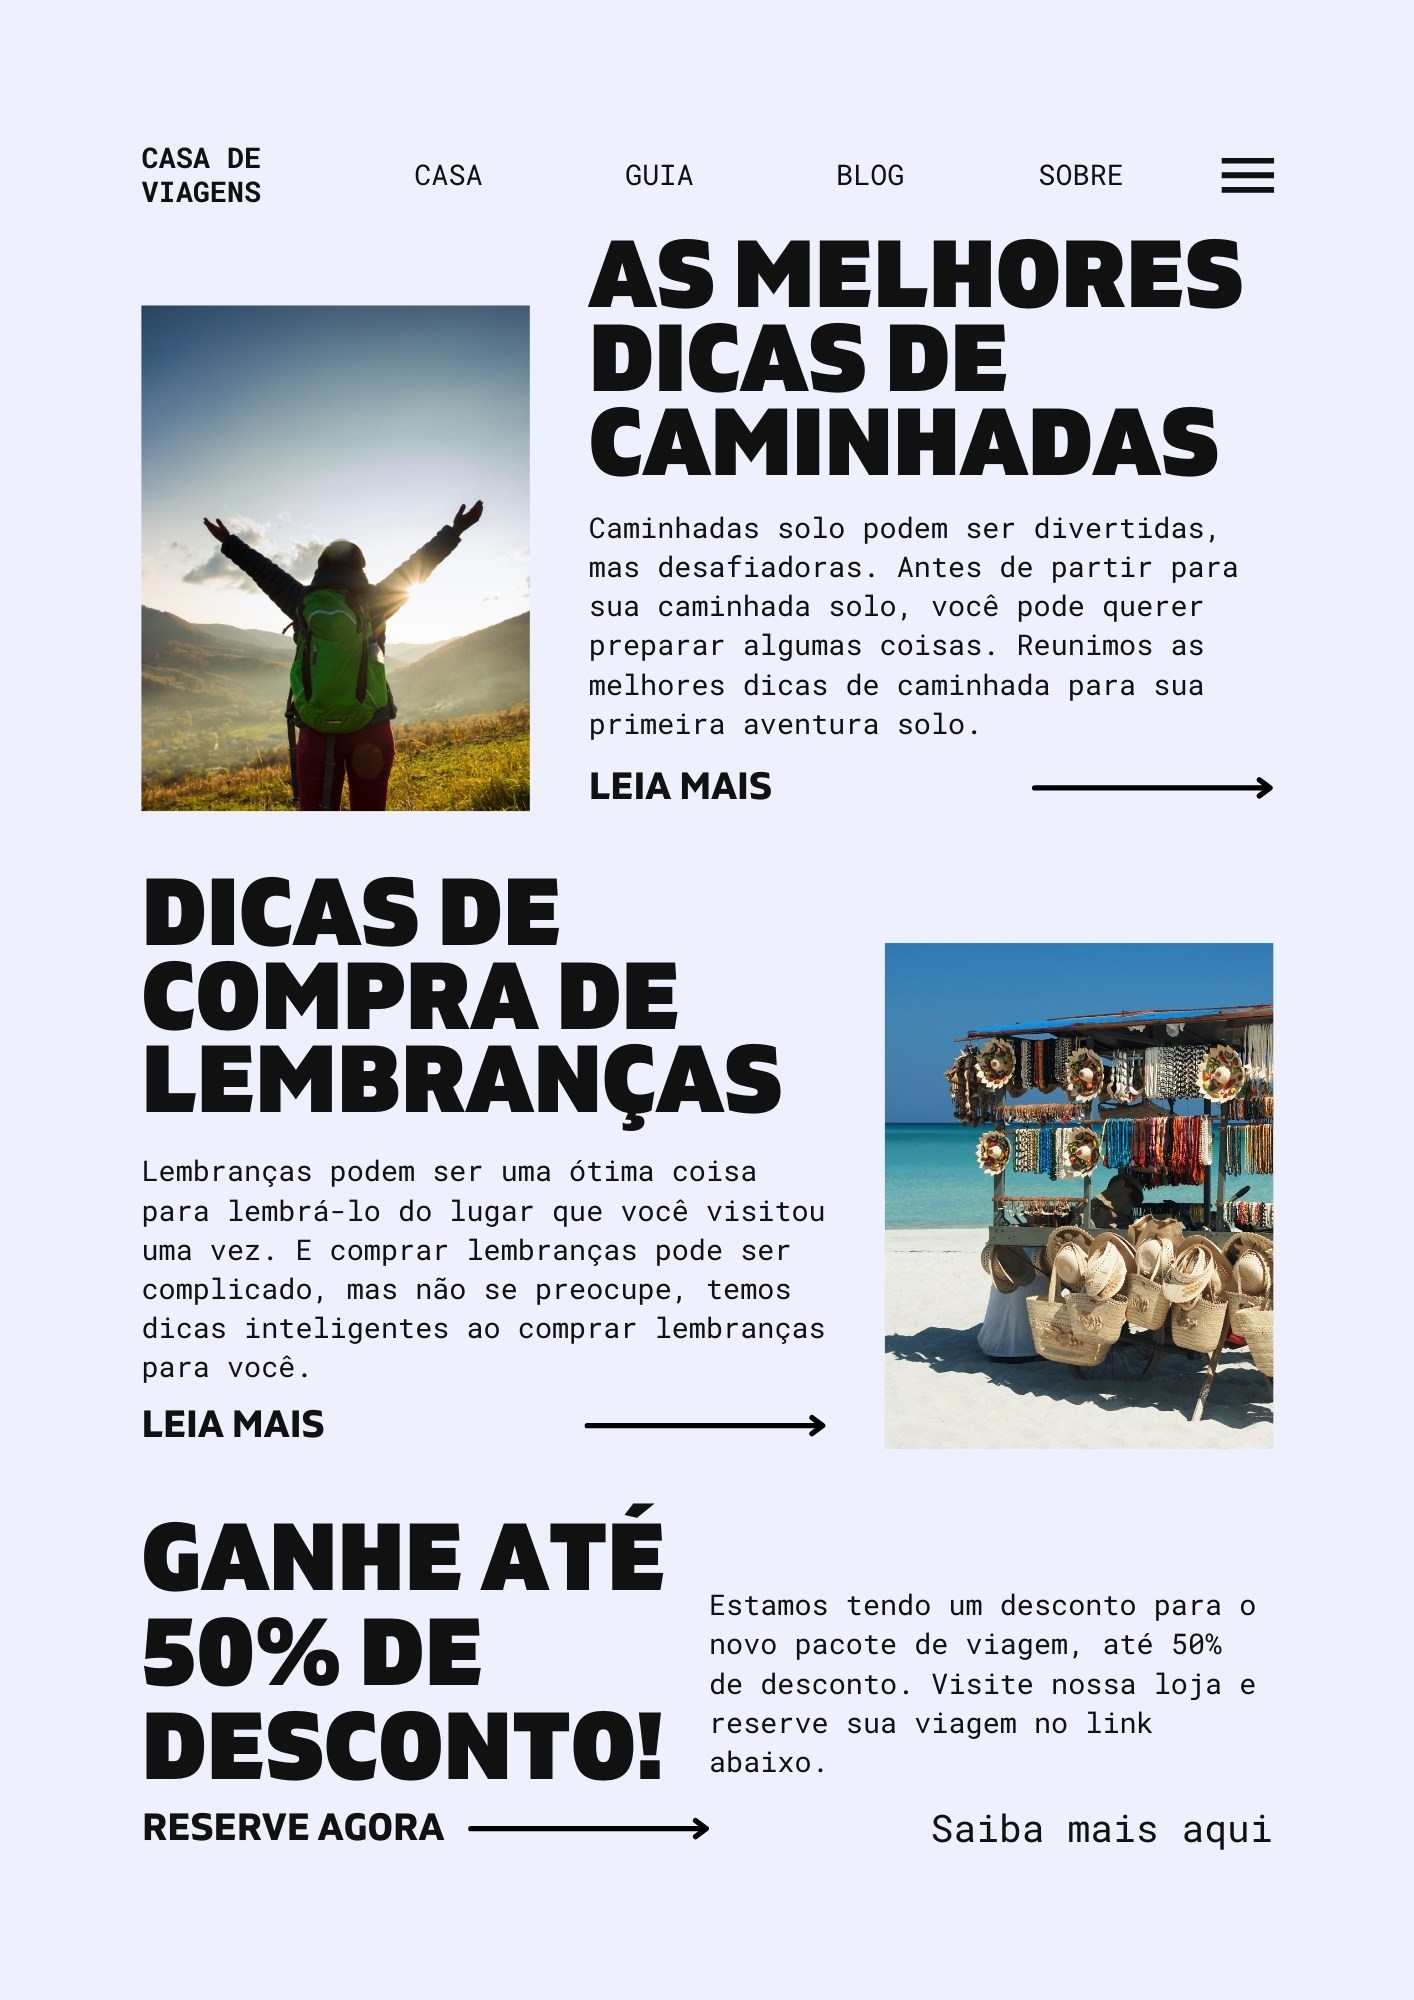 CASA DE
VIAGENS
CASA
GUIA
BLOG
SOBRE
AS MELHORES
DICAS DE
CAMINHADAS
Caminhadas solo podem ser divertidas,
mas desafiadoras. Antes de partir para
sua caminhada solo, você pode querer
preparar algumas coisas. Reunimos as
melhores dicas de caminhada para sua
primeira aventura solo.
LEIA MAIS
DICAS DE
COMPRA DE
LEMBRANÇAS
Lembranças podem ser uma ótima coisa
para lembrá-lo do lugar que você visitou
uma vez. E comprar lembranças pode ser
complicado, mas não se preocupe, temos
dicas inteligentes ao comprar lembranças
para você.
LEIA MAIS
GANHE ATÉ
50% DE
DESCONTO!
Estamos tendo um desconto para o
novo pacote de viagem, até 50%
de desconto. Visite nossa loja e
reserve sua viagem no link
abaixo.
RESERVE AGORA
Saiba mais aqui